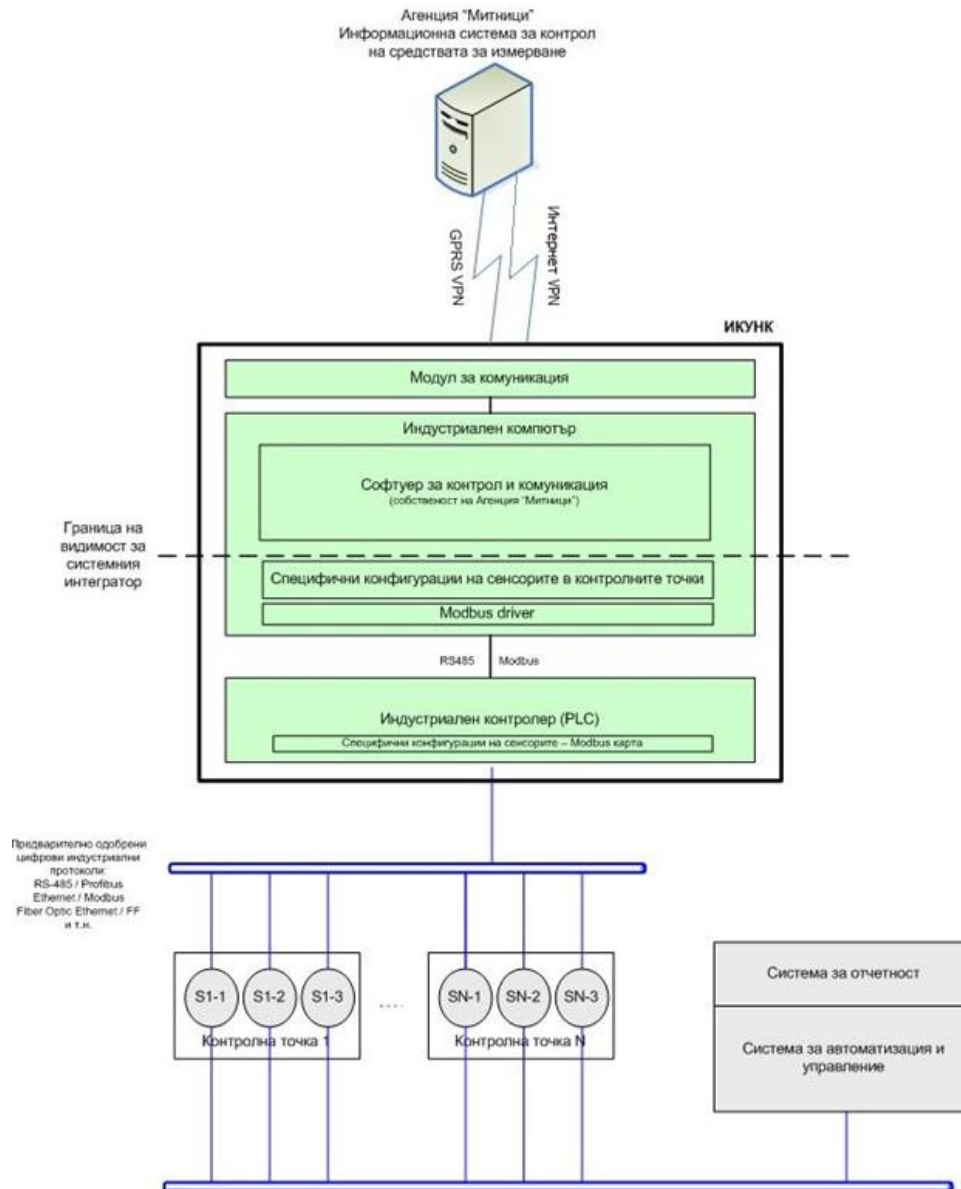 Агенция "Митници"
Информационна система за контрол
на средствата за измерване
GPRS VPN
Интернет VPN
ИКУНК
Модул за комуникация
Индустриален компютър
Софтуер за контрол и комуникация
(собственост на Агенция "Митници")
Граница на
видимост за
системния
интегратор
Специфични конфигурации на сензорите в контролните точки
Modbus driver
RS485
Modbus
Индустриален контролер (PLC)
Специфични конфигурации на сензорите – Modbus карта
Предварително одобрени
цифрови индустриални
протоколи:
RS-485 / Profibus
Ethernet / Modbus
Fiber Optic Ethernet / FF
и т.н.
S1-1
S1-2
S1-3
....
SN-1
SN-2
SN-3
Контролна точка 1
Контролна точка N
Система за отчетност
Система за автоматизация и
управление